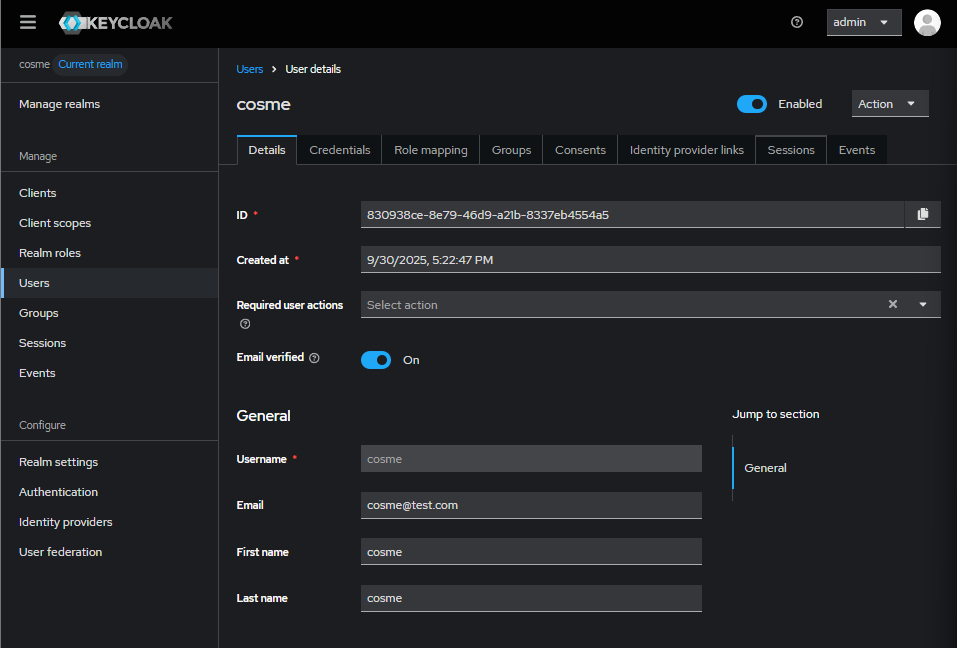 KEYCLOAK
admin
cosme Current realm
Manage realms
Manage
Clients
Client scopes
Realm roles
Users
Groups
Sessions
Events
Configure
Realm settings
Authentication
Identity providers
User federation
Users > User details
cosme
Enabled
Action
Details Credentials Role mapping Groups Consents Identity provider links Sessions Events
ID * 830938ce-8e79-46d9-a21b-8337eb4554a5
Created at * 9/30/2025, 5:22:47 PM
Required user actions Select action
Email verified On
General
Username * cosme
Email cosme@test.com
First name cosme
Last name cosme
Jump to section
General